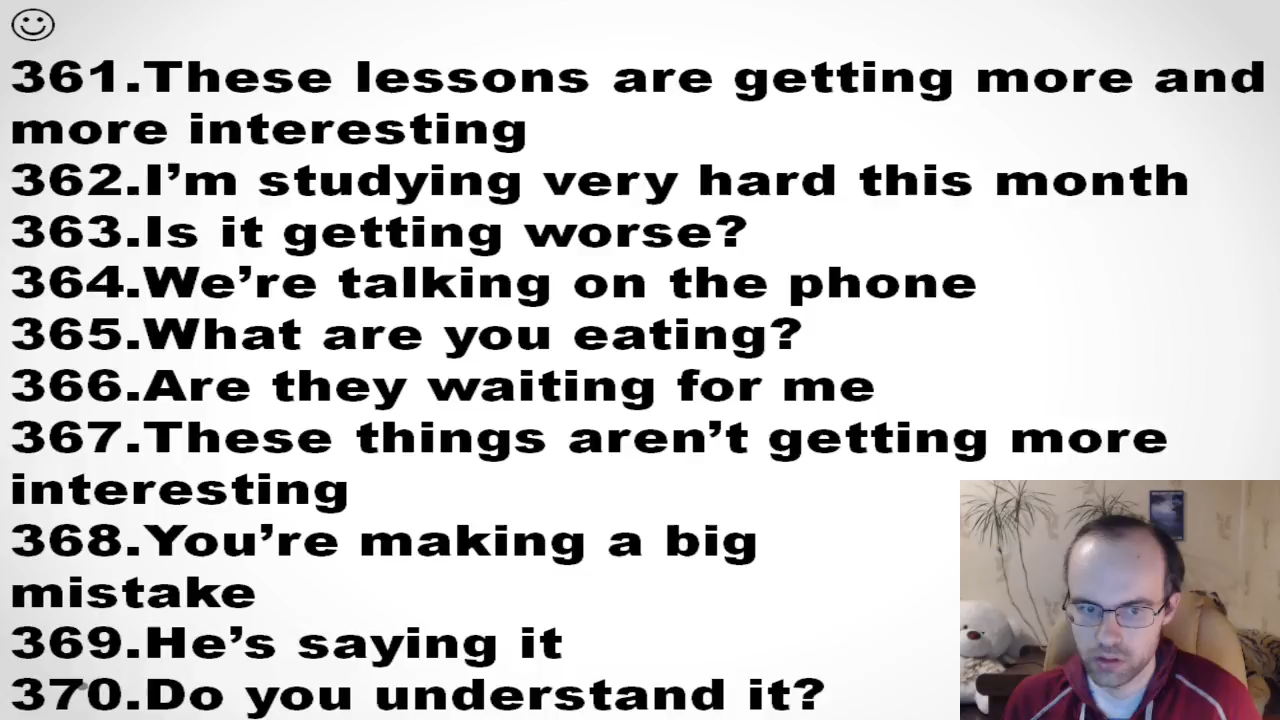 361.These lessons are getting more and
more interesting
362.I’m studying very hard this month
363.Is it getting worse?
364.We’re talking on the phone
365.What are you eating?
366.Are they waiting for me
367.These things aren’t getting more
interesting
368.You’re making a big
mistake
369.He’s saying it
370.Do you understand it?